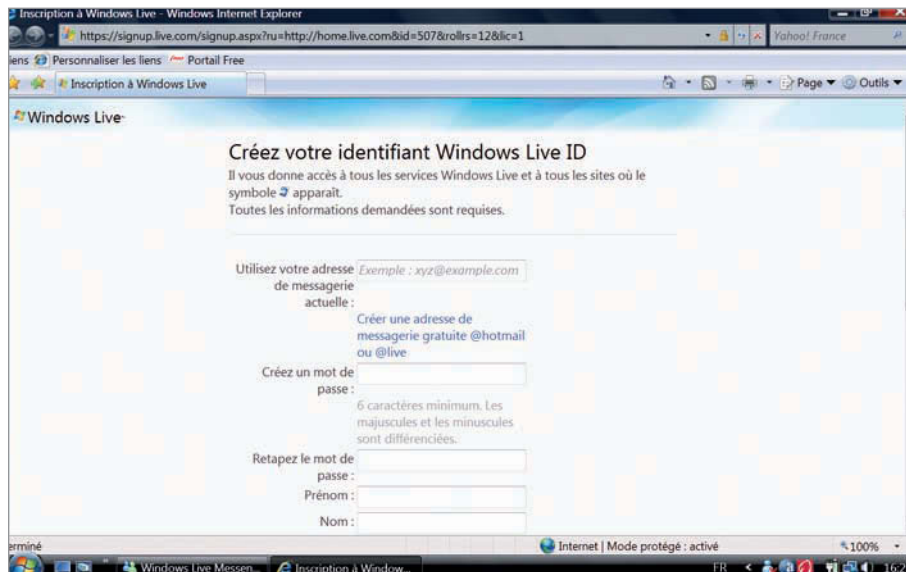 Inscription à Windows Live - Windows Internet Explorer
https://signup.live.com/signup.aspx?ru=http://home.live.com&id=507&rollrs=12&lic=1
Yahoo! France
iens Personnaliser les liens Portail Free
Inscription à Windows Live
Page Outils
Windows Live
Créez votre identifiant Windows Live ID
Il vous donne accès à tous les services Windows Live et à tous les sites où le
symbole apparaît.
Toutes les informations demandées sont requises.
Utilisez votre adresse
de messagerie
actuelle :
Exemple : xyz@example.com
Créer une adresse de
messagerie gratuite @hotmail
ou @live
Créez un mot de
passe :
6 caractères minimum. Les
majuscules et les minuscules
sont différenciées.
Retapez le mot de
passe :
Prénom :
Nom :
erminé
Internet | Mode protégé : activé
100%
Windows Live Messen...
Inscription à Window...
FR
16:2